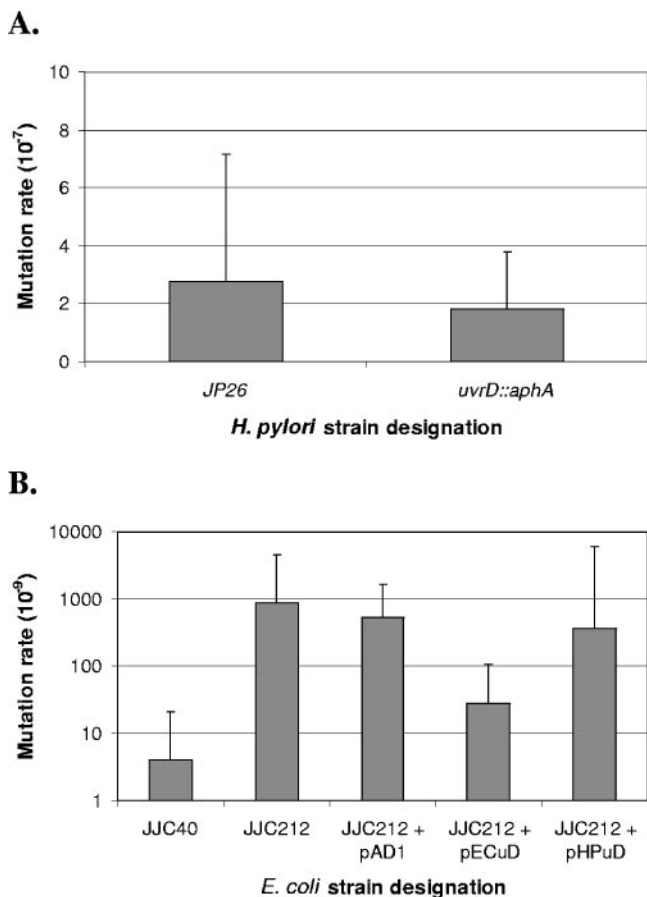 A.
10
8
6
4
2
0
Mutation rate (10⁻⁷)
JP26 uvrD::aphA
H. pylori strain designation
B.
10000
1000
100
10
1
Mutation rate (10⁻⁹)
JJC40 JJC212 JJC212 + JJC212 + JJC212 +
pAD1 pECuD pHPuD
E. coli strain designation